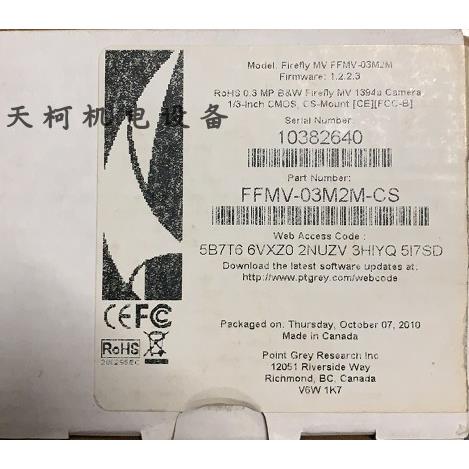 Model: Firefly MV FFMV-03M2M
Firmware: 1.2.2.3
RoHS 0.3 MP B&W Firefly MV 1394a Camera
1/3-Inch CMOS, CS-Mount [CE][FCC-B]
Serial Number:
10382640
Part Number:
FFMV-03M2M-CS
Web Access Code :
5B7T6 6VXZ0 2NUZV 3HIYQ 5I7SD
Download the latest software updates at:
http://www.ptgrey.com/webcode
天柯机电设备
CE FC
RoHS
2002/95/EC
Packaged on: Thursday, October 07, 2010
Made in Canada
Point Grey Research Inc
12051 Riverside Way
Richmond, BC, Canada
V6W 1K7